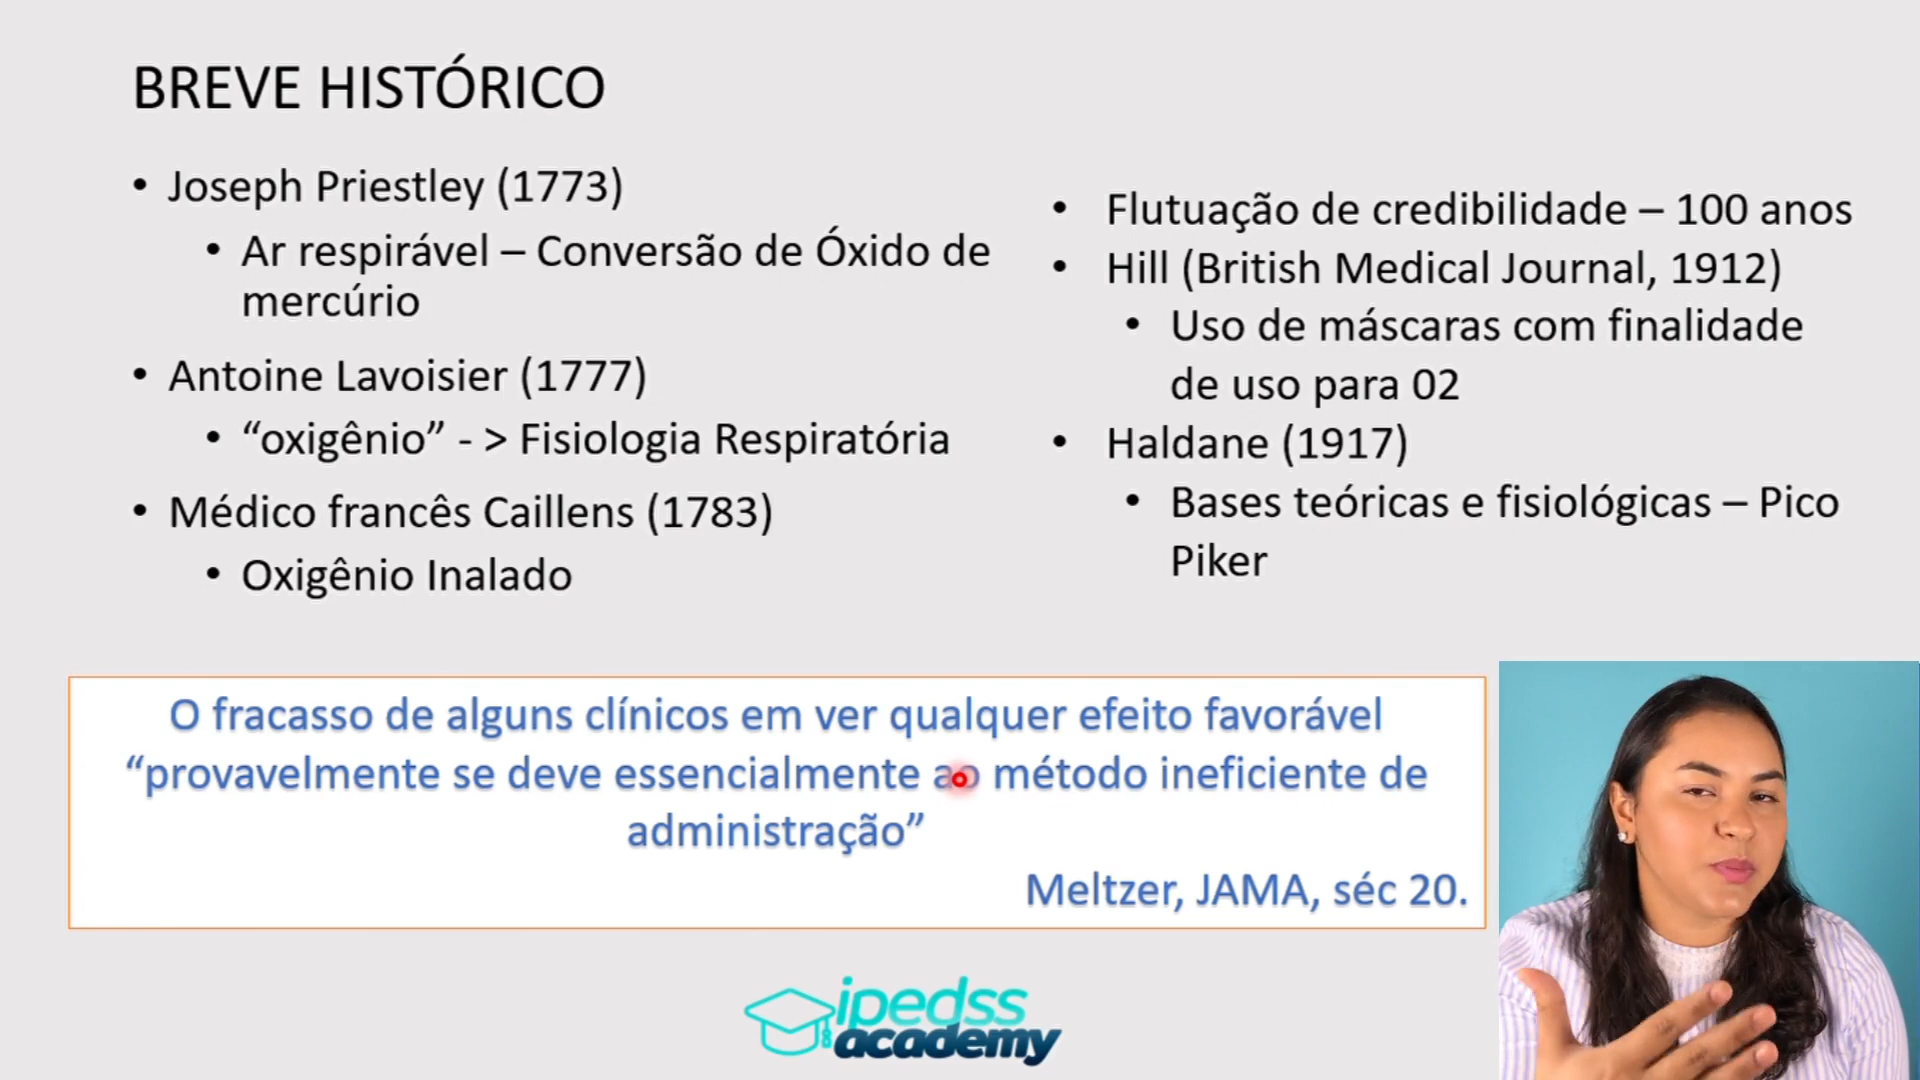 BREVE HISTÓRICO
• Joseph Priestley (1773)
• Ar respirável – Conversão de Óxido de
mercúrio
• Antoine Lavoisier (1777)
• “oxigênio” - > Fisiologia Respiratória
• Médico francês Caillens (1783)
• Oxigênio Inalado
• Flutuação de credibilidade – 100 anos
• Hill (British Medical Journal, 1912)
• Uso de máscaras com finalidade
de uso para 02
• Haldane (1917)
• Bases teóricas e fisiológicas – Pico
Piker
O fracasso de alguns clínicos em ver qualquer efeito favorável
“provavelmente se deve essencialmente ao método ineficiente de
administração”
Meltzer, JAMA, séc 20.
ipedss
academy